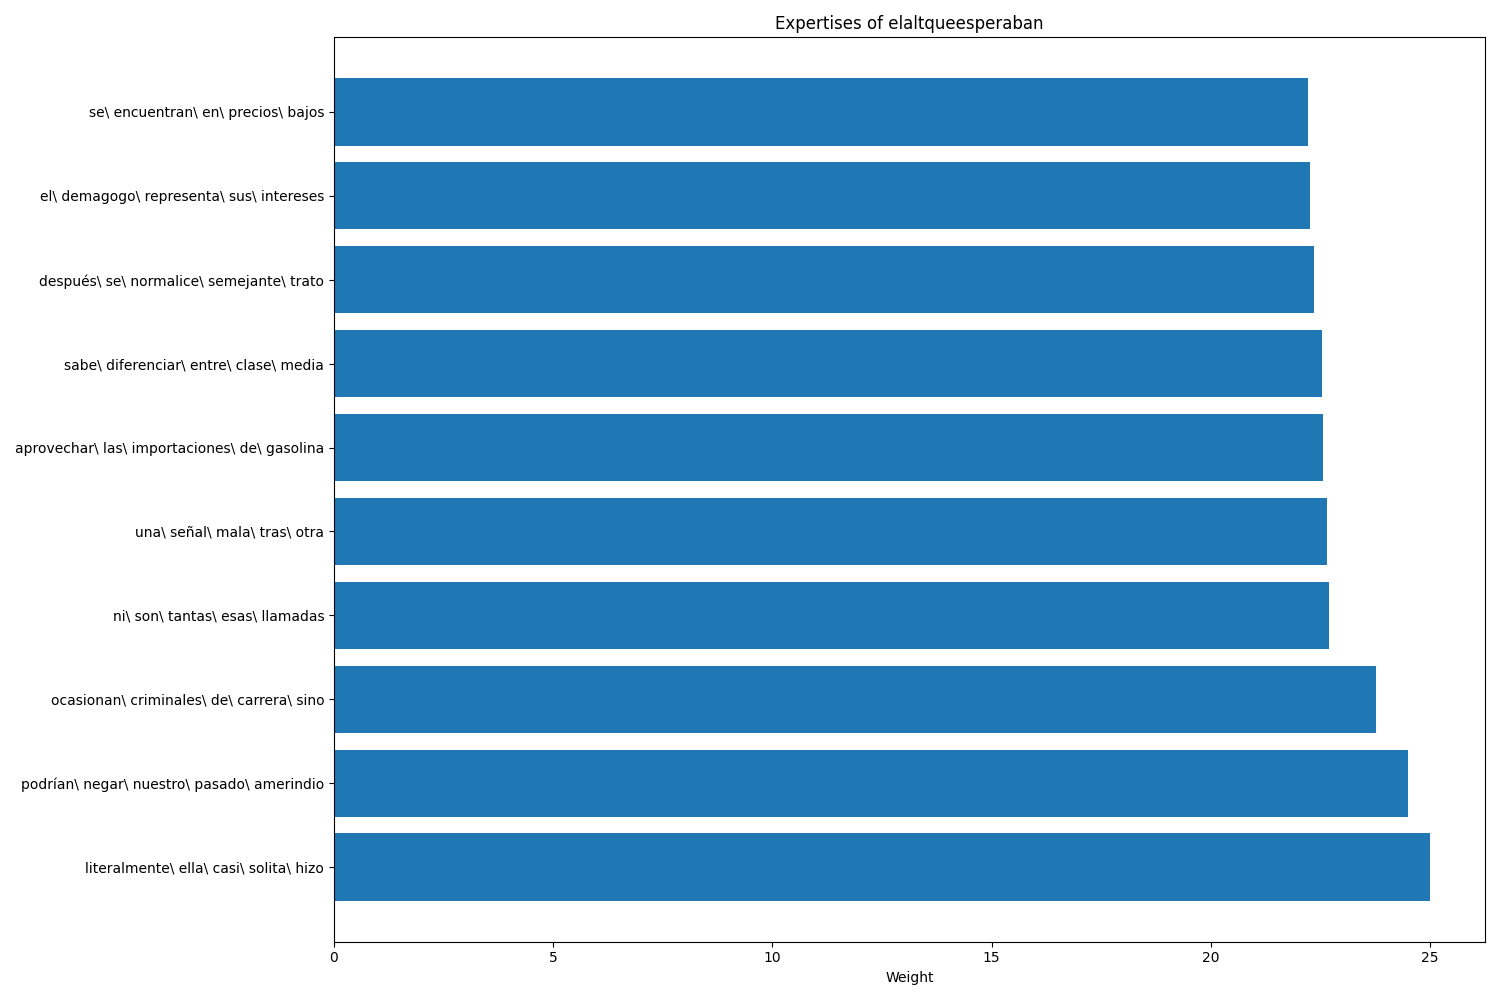 Expertises of elaltqueesperaban
se\ encuentran\ en\ precios\ bajos
el\ demagogo\ representa\ sus\ intereses
después\ se\ normalice\ semejante\ trato
sabe\ diferenciar\ entre\ clase\ media
aprovechar\ las\ importaciones\ de\ gasolina
una\ señal\ mala\ tras\ otra
ni\ son\ tantas\ esas\ llamadas
ocasionan\ criminales\ de\ carrera\ sino
podrían\ negar\ nuestro\ pasado\ amerindio
literalmente\ ella\ casi\ solita\ hizo
0 5 10 15 20 25
Weight